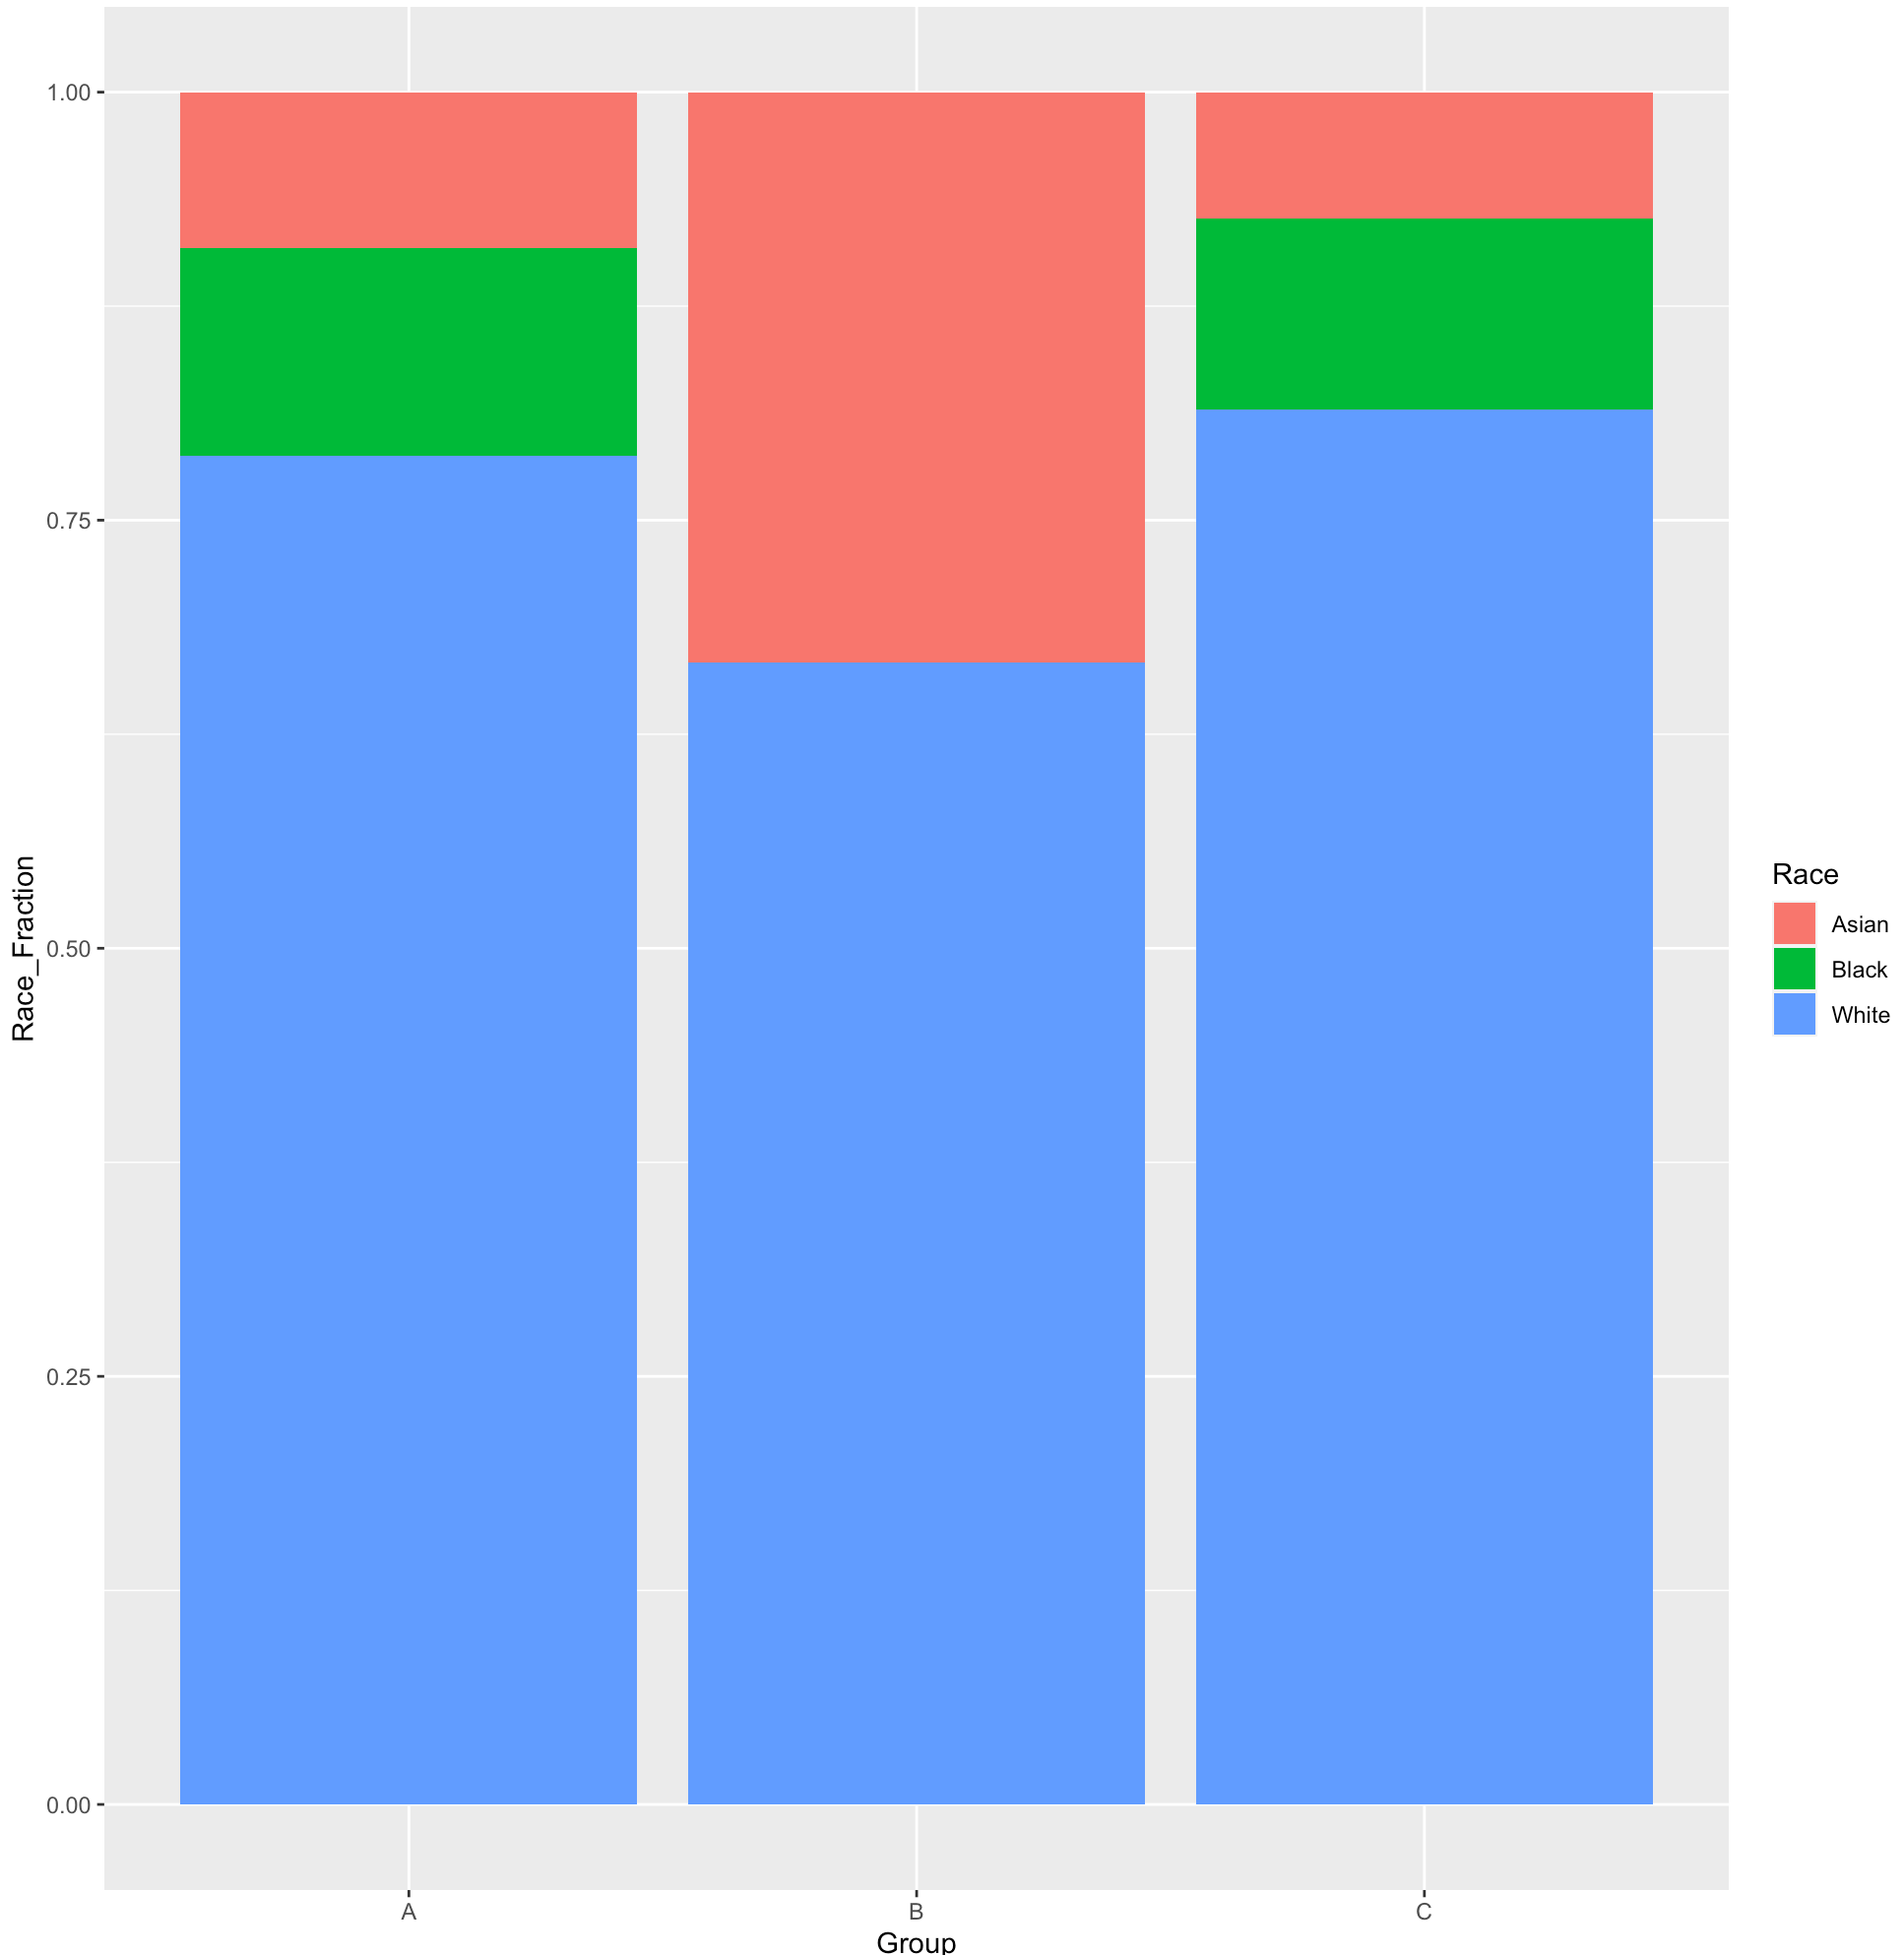 1.00
0.75
0.50
0.25
0.00
Race_Fraction
A
B
C
Group
Race
Asian
Black
White